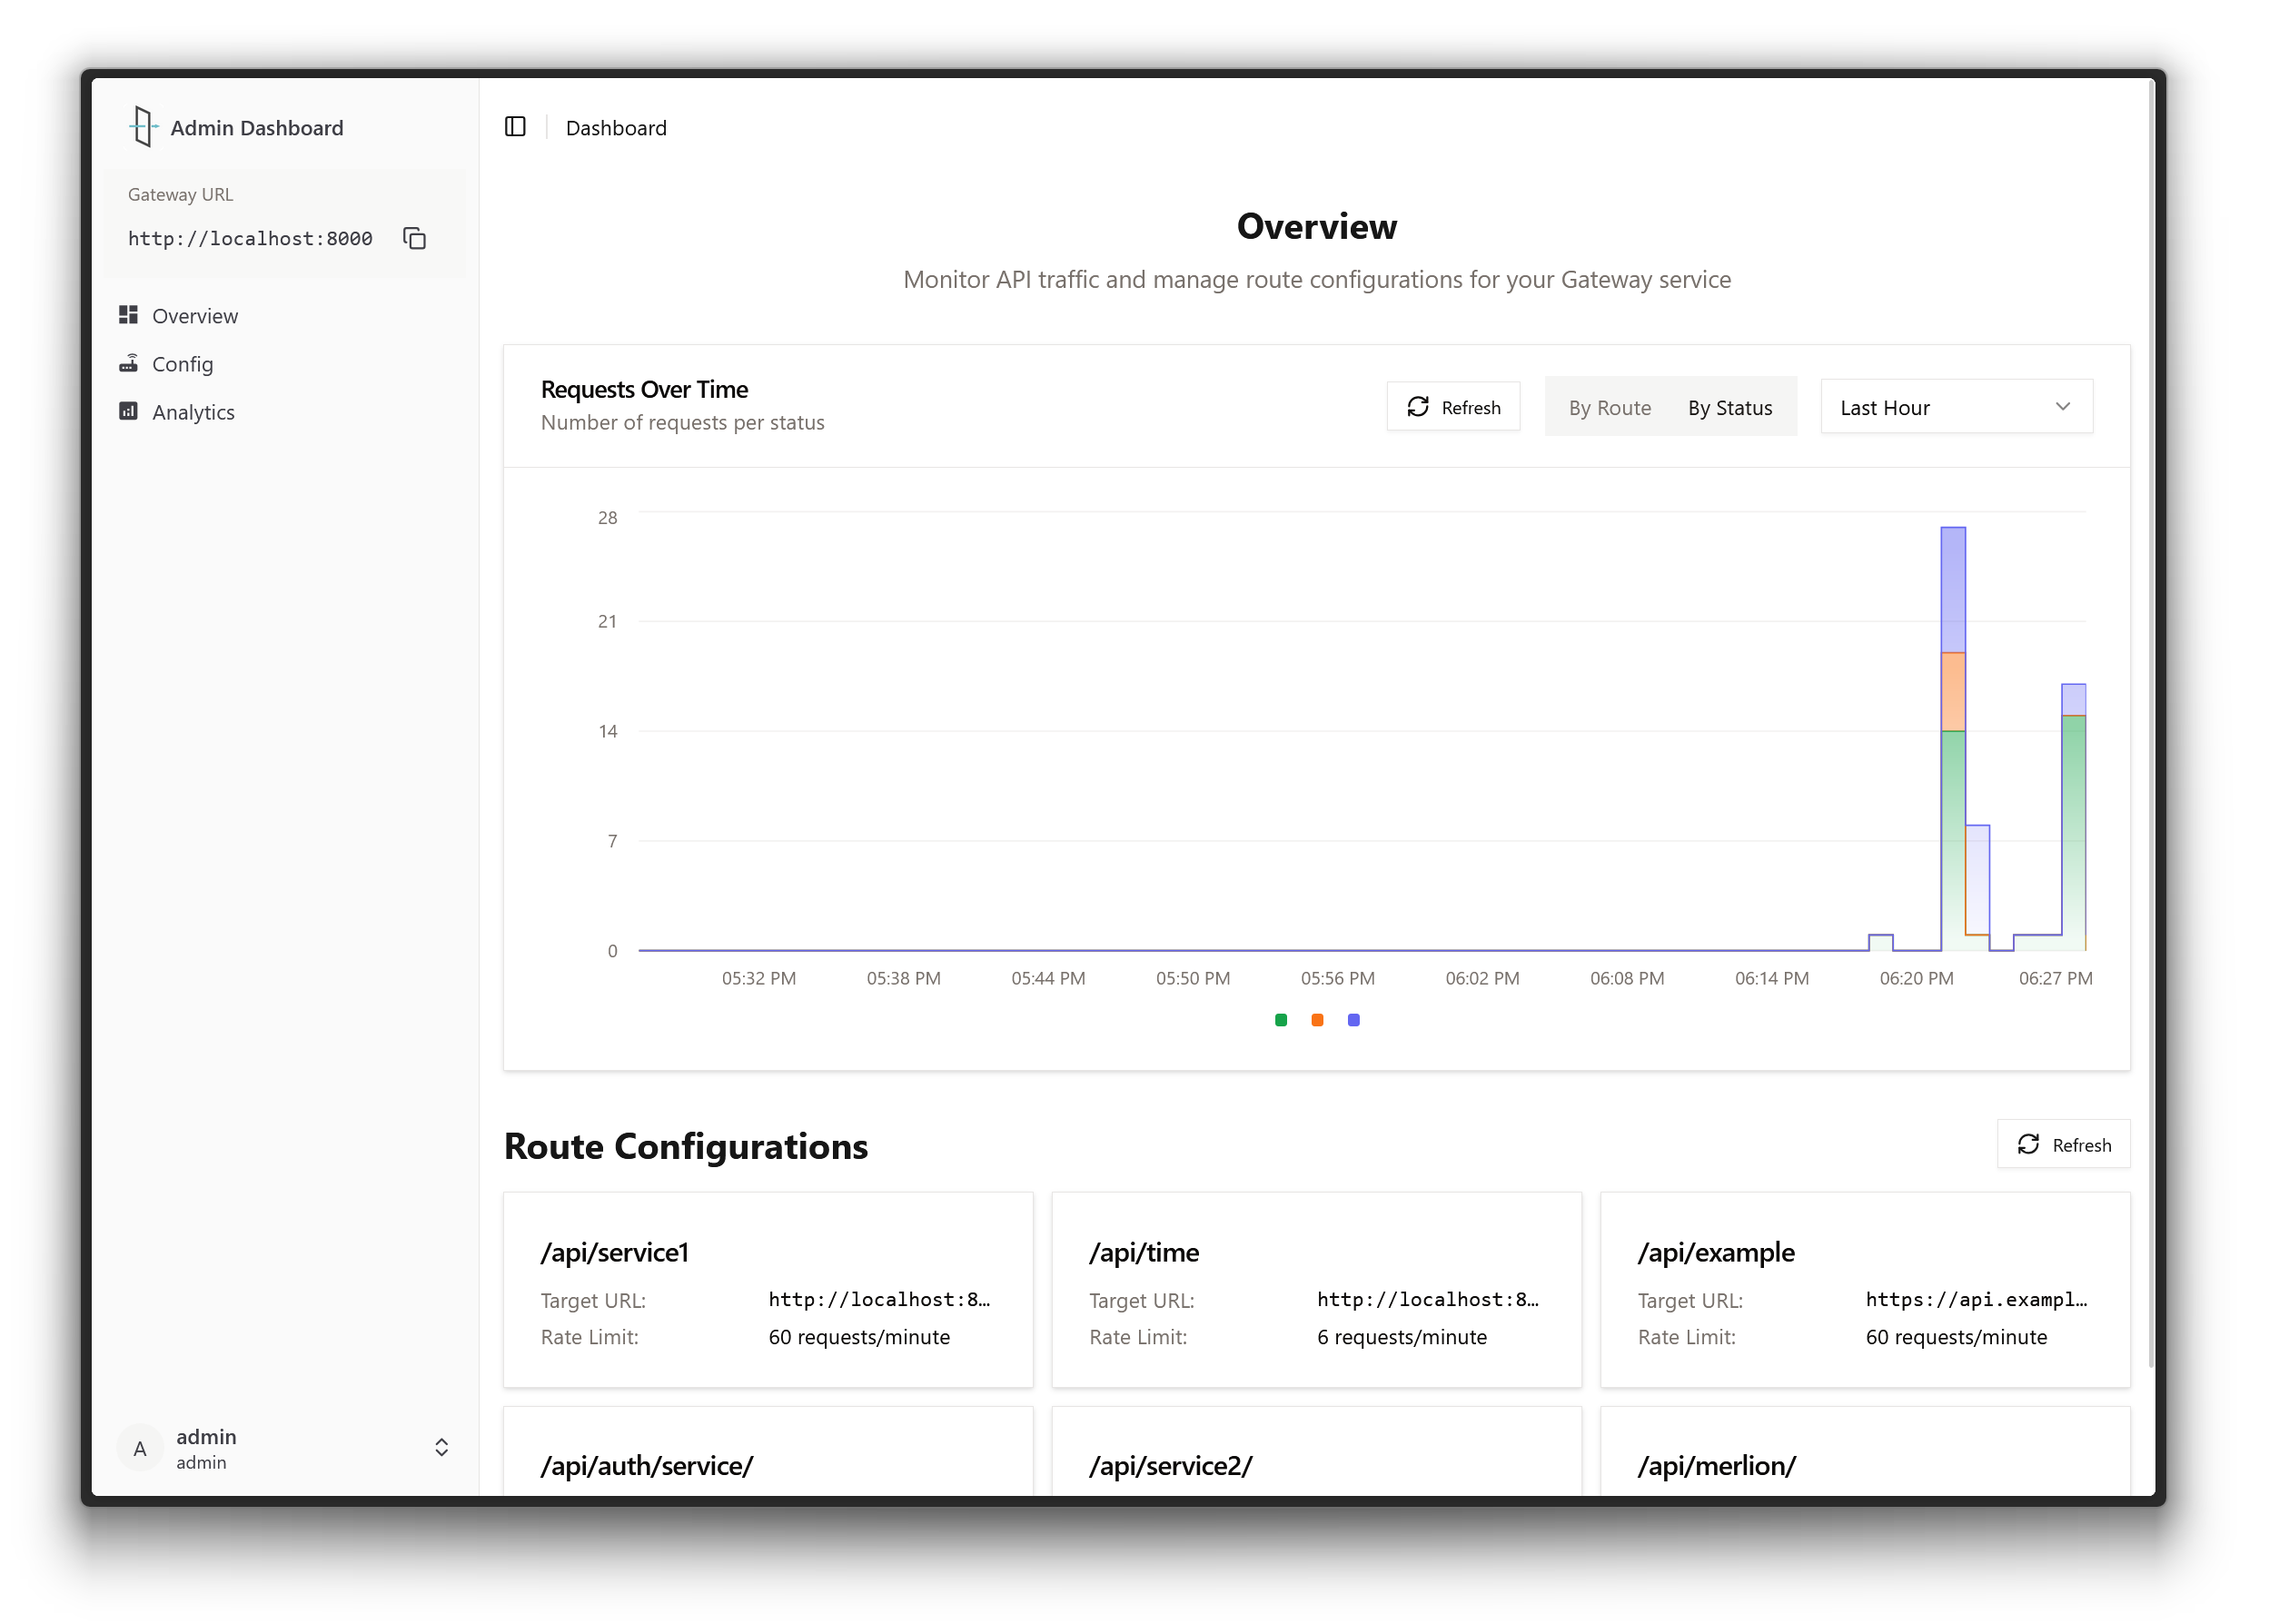 Admin Dashboard
Gateway URL
http://localhost:8000
Overview
Config
Analytics
A
admin
admin
Dashboard
Overview
Monitor API traffic and manage route configurations for your Gateway service
Requests Over Time
Number of requests per status
Refresh
By Route
By Status
Last Hour
28
21
14
7
0
05:32 PM 05:38 PM 05:44 PM 05:50 PM 05:56 PM 06:02 PM 06:08 PM 06:14 PM 06:20 PM 06:27 PM
Route Configurations
Refresh
/api/service1
Target URL: http://localhost:8…
Rate Limit: 60 requests/minute
/api/time
Target URL: http://localhost:8…
Rate Limit: 6 requests/minute
/api/example
Target URL: https://api.exampl…
Rate Limit: 60 requests/minute
/api/auth/service/
/api/service2/
/api/merlion/